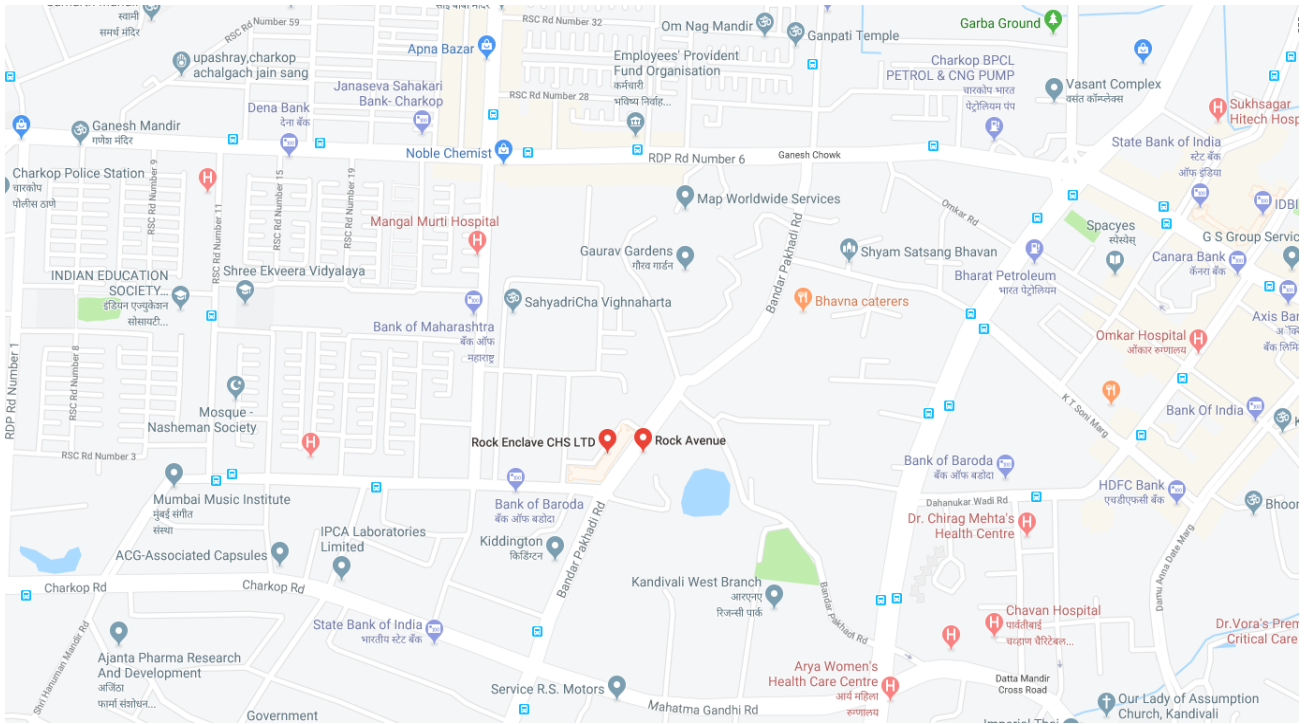 स्वामी
समर्थ मंदिर
RSC Rd
Number 59
upashray,charkop
achalgach jain sang
Apna Bazar
RSC Rd Number 32
Om Nag Mandir
Ganpati Temple
Garba Ground
Employees' Provident
Fund Organisation
कर्मचारी
भविष्य निर्वाह...
Charkop BPCL
PETROL & CNG PUMP
चारकोप भारत
पेट्रोलियम पंप
Vasant Complex
वसंत कॉम्प्लेक्स
Janaseva Sahakari
Bank- Charkop
RSC Rd Number 28
Dena Bank
देना बँक
Sukhsagar
Hitech Hosp
Ganesh Mandir
गणेश मंदिर
State Bank of India
स्टेट बँक
ऑफ इंडिया
Noble Chemist
RDP Rd Number 6
Ganesh Chowk
Charkop Police Station
चारकोप
पोलीस ठाणे
RSC Rd Number 9
RSC Rd Number 11
RSC Rd Number 15
RSC Rd Number 19
Map Worldwide Services
Omkar Rd
IDBI
Mangal Murti Hospital
Bandar Pakhadi Rd
Spacyes
स्पेस्येस्
G S Group Servic
Gaurav Gardens
गौरव गार्डन
Shyam Satsang Bhavan
Canara Bank
कॅनरा बँक
INDIAN EDUCATION
SOCIETY...
इंडियन एज्युकेशन
सोसायटी...
Shree Ekveera Vidyalaya
Bharat Petroleum
भारत पेट्रोलियम
SahyadriCha Vighnaharta
Bhavna caterers
Bank of Maharashtra
बँक ऑफ
महाराष्ट्र
Axis Ban
बँक लिमि
Omkar Hospital
ओंकार रुग्णालय
RDP Rd Number 1
RSC Rd Number 8
Mosque -
Nasheman Society
K T Soni Marg
Bank Of India
Rock Enclave CHS LTD
Rock Avenue
RSC Rd Number 3
Bank of Baroda
बँक ऑफ बडोदा
HDFC Bank
एचडीएफसी बँक
Mumbai Music Institute
मुंबई संगीत
संस्था
Bank of Baroda
बँक ऑफ बडोदा
Dahanukar Wadi Rd
Bhoor
Dr. Chirag Mehta's
Health Centre
IPCA Laboratories
Limited
Kiddington
किडिंग्टन
Bandar Pakhadi Rd
ACG-Associated Capsules
Damu Anna Date Marg
Charkop Rd
Charkop Rd
Kandivali West Branch
आरएनए
रिजन्सी पार्क
Bandar Pakhadi Rd
Chavan Hospital
पार्वतीबाई
चव्हाण चैरिटेबल...
State Bank of India
भारतीय स्टेट बँक
Dr.Vora's Prem
Critical Care
Shri Hanuman Mandir Rd
Ajanta Pharma Research
And Development
अजिंठा
फार्मा संशोधन...
Arya Women's
Health Care Centre
आर्य महिला
रुग्णालय
Datta Mandir
Cross Road
Service R.S. Motors
Mahatma Gandhi Rd
Our Lady of Assumption
Church, Kandivali
Government